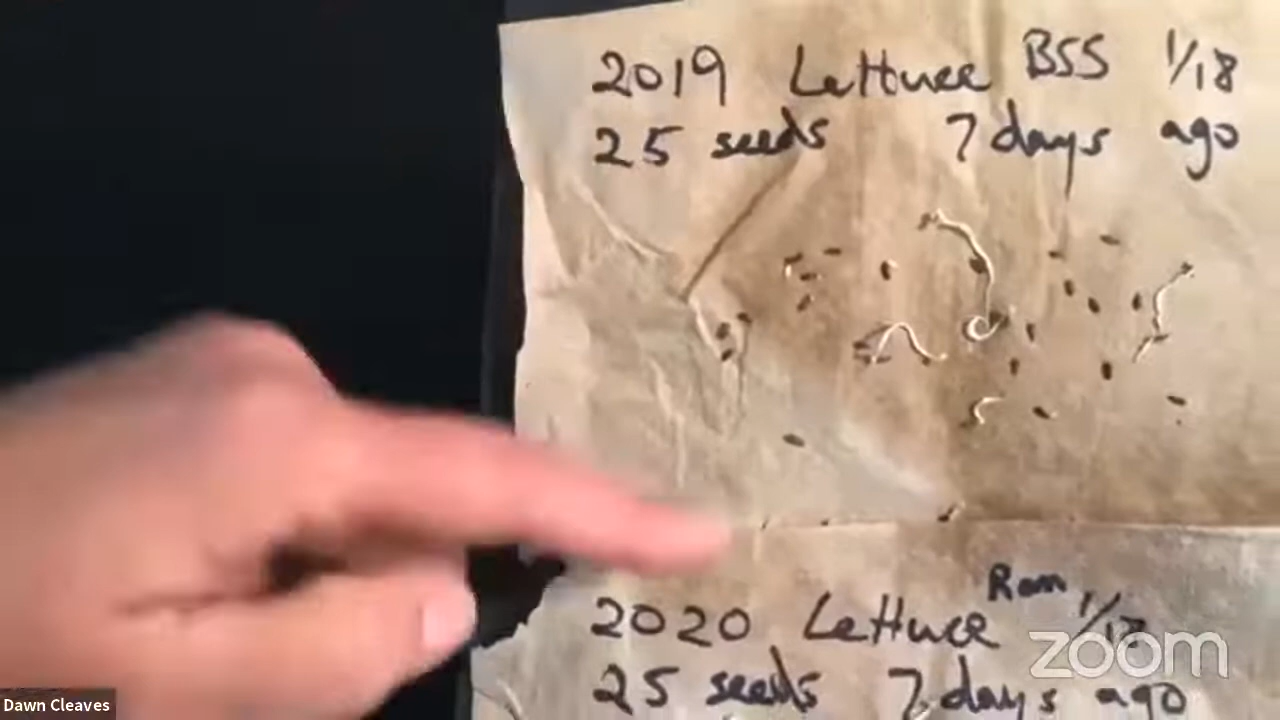 2019 Lettuce BSS 1/18
25 seeds 7 days ago
2020 Lettuce Rom 1/18
25 seeds 7 days ago
zoom
Dawn Cleaves